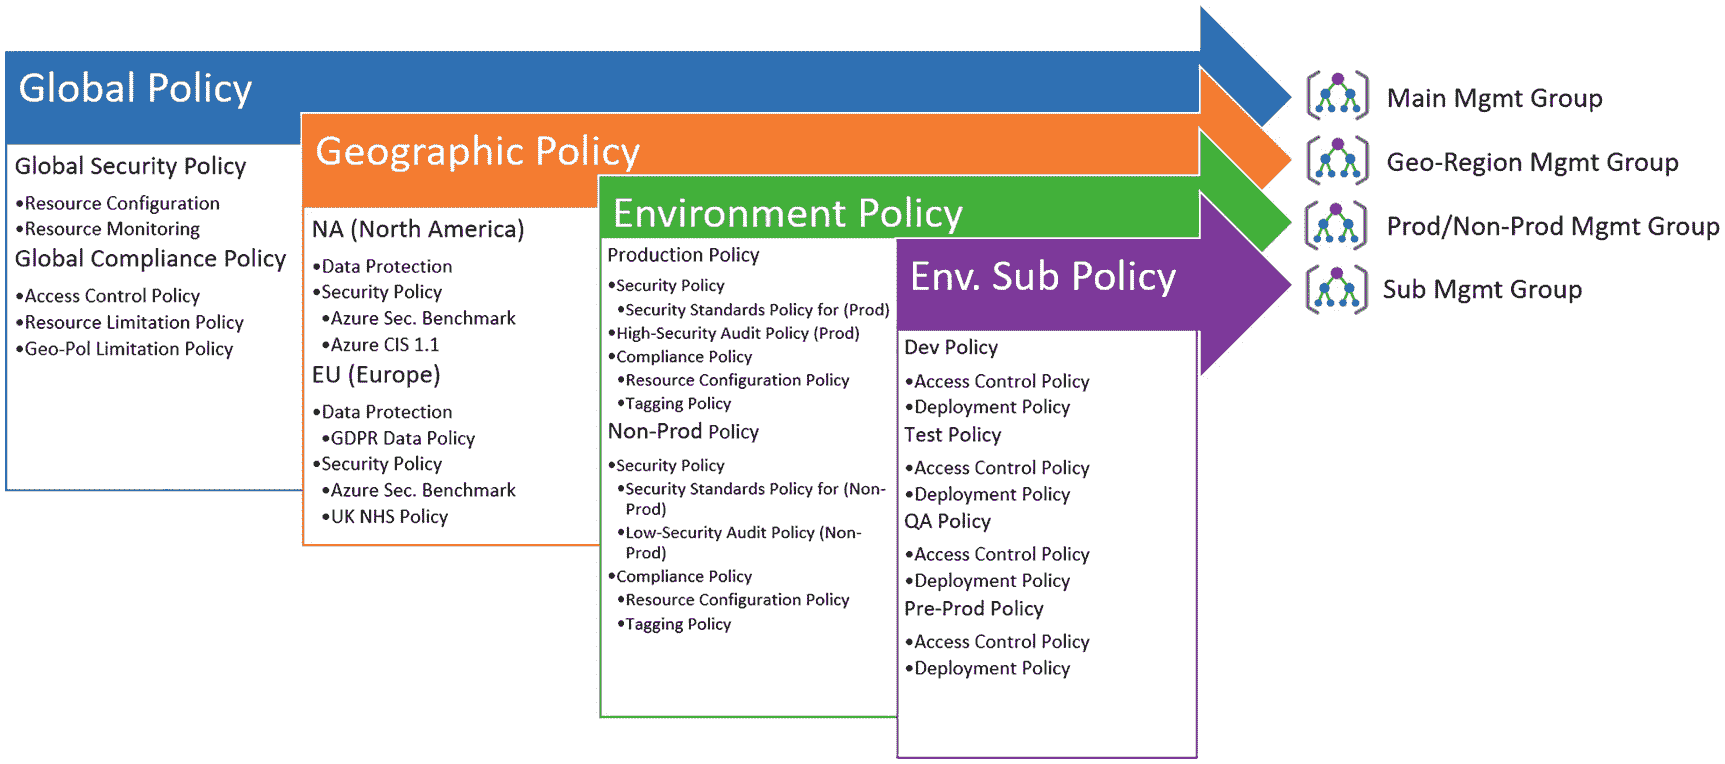 Global Policy
Global Security Policy
•Resource Configuration
•Resource Monitoring
Global Compliance Policy
•Access Control Policy
•Resource Limitation Policy
•Geo-Pol Limitation Policy
Geographic Policy
NA (North America)
•Data Protection
•Security Policy
•Azure Sec. Benchmark
•Azure CIS 1.1
EU (Europe)
•Data Protection
•GDPR Data Policy
•Security Policy
•Azure Sec. Benchmark
•UK NHS Policy
Environment Policy
Production Policy
•Security Policy
•Security Standards Policy for (Prod)
•High-Security Audit Policy (Prod)
•Compliance Policy
•Resource Configuration Policy
•Tagging Policy
Non-Prod Policy
•Security Policy
•Security Standards Policy for (Non-
Prod)
•Low-Security Audit Policy (Non-
Prod)
•Compliance Policy
•Resource Configuration Policy
•Tagging Policy
Env. Sub Policy
Dev Policy
•Access Control Policy
•Deployment Policy
Test Policy
•Access Control Policy
•Deployment Policy
QA Policy
•Access Control Policy
•Deployment Policy
Pre-Prod Policy
•Access Control Policy
•Deployment Policy
Main Mgmt Group
Geo-Region Mgmt Group
Prod/Non-Prod Mgmt Group
Sub Mgmt Group